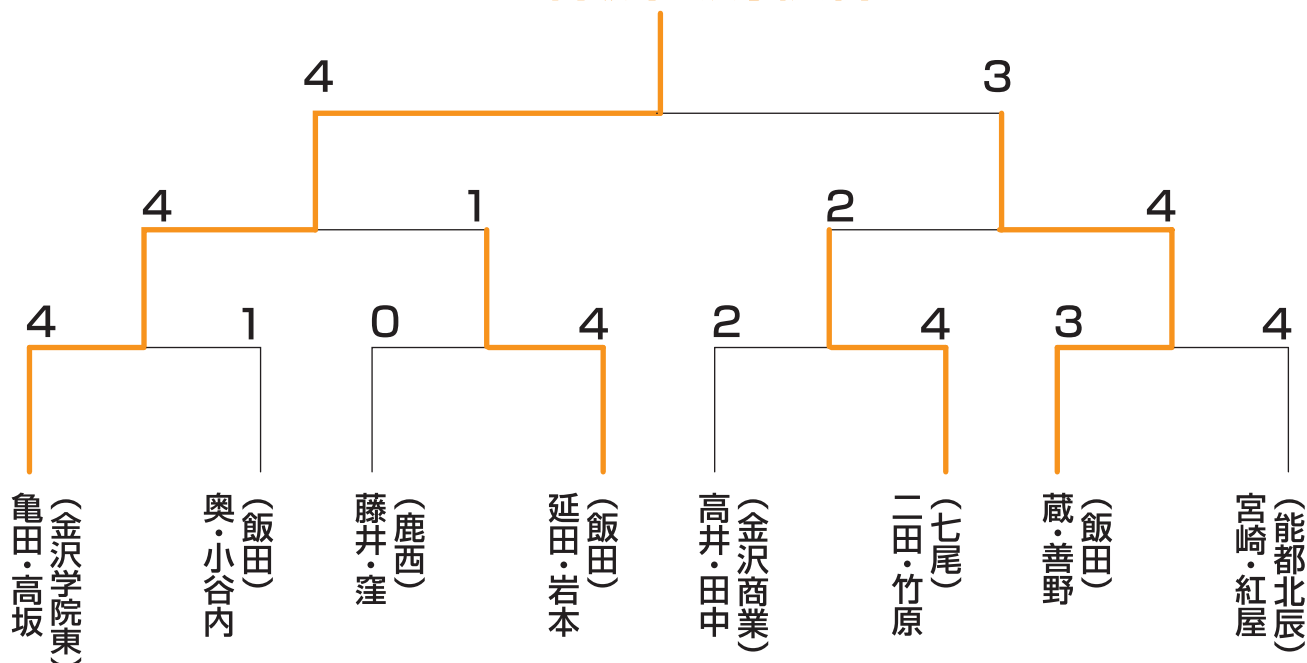 4 3
4 1 2 4
4 1 0 4 2 4 3 4
亀田・高坂
（金沢学院東）
奥・小谷内
（飯田）
藤井・窪
（鹿西）
延田・岩本
（飯田）
高井・田中
（金沢商業）
二田・竹原
（七尾）
蔵・善野
（飯田）
宮崎・紅屋
（能都北辰）